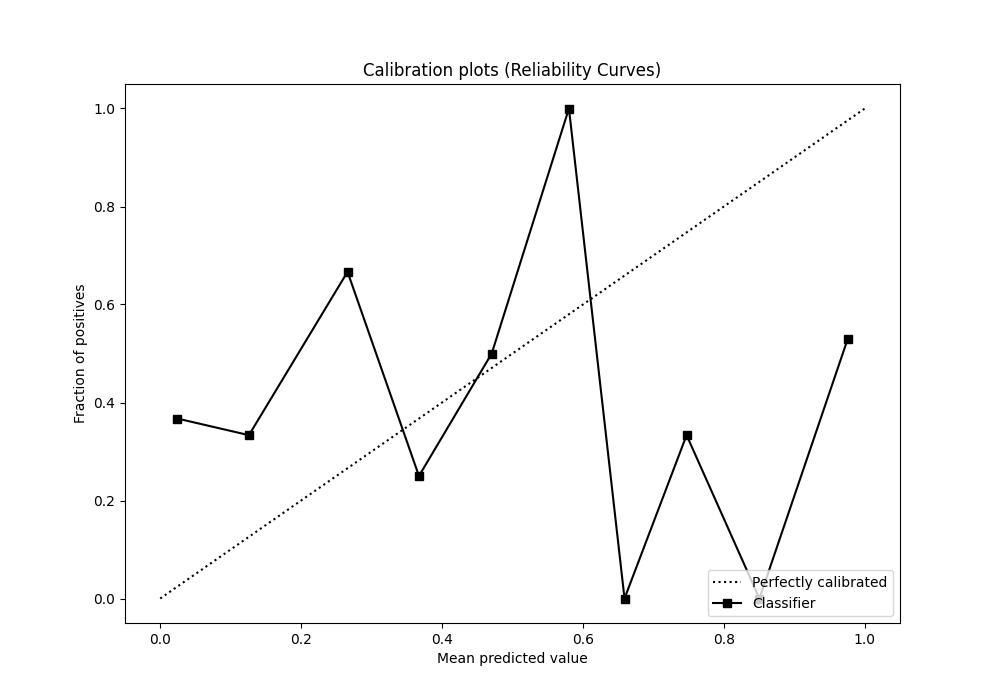 Calibration plots (Reliability Curves)
Fraction of positives
1.0
0.8
0.6
0.4
0.2
0.0
0.0 0.2 0.4 0.6 0.8 1.0
Mean predicted value
Perfectly calibrated
Classifier